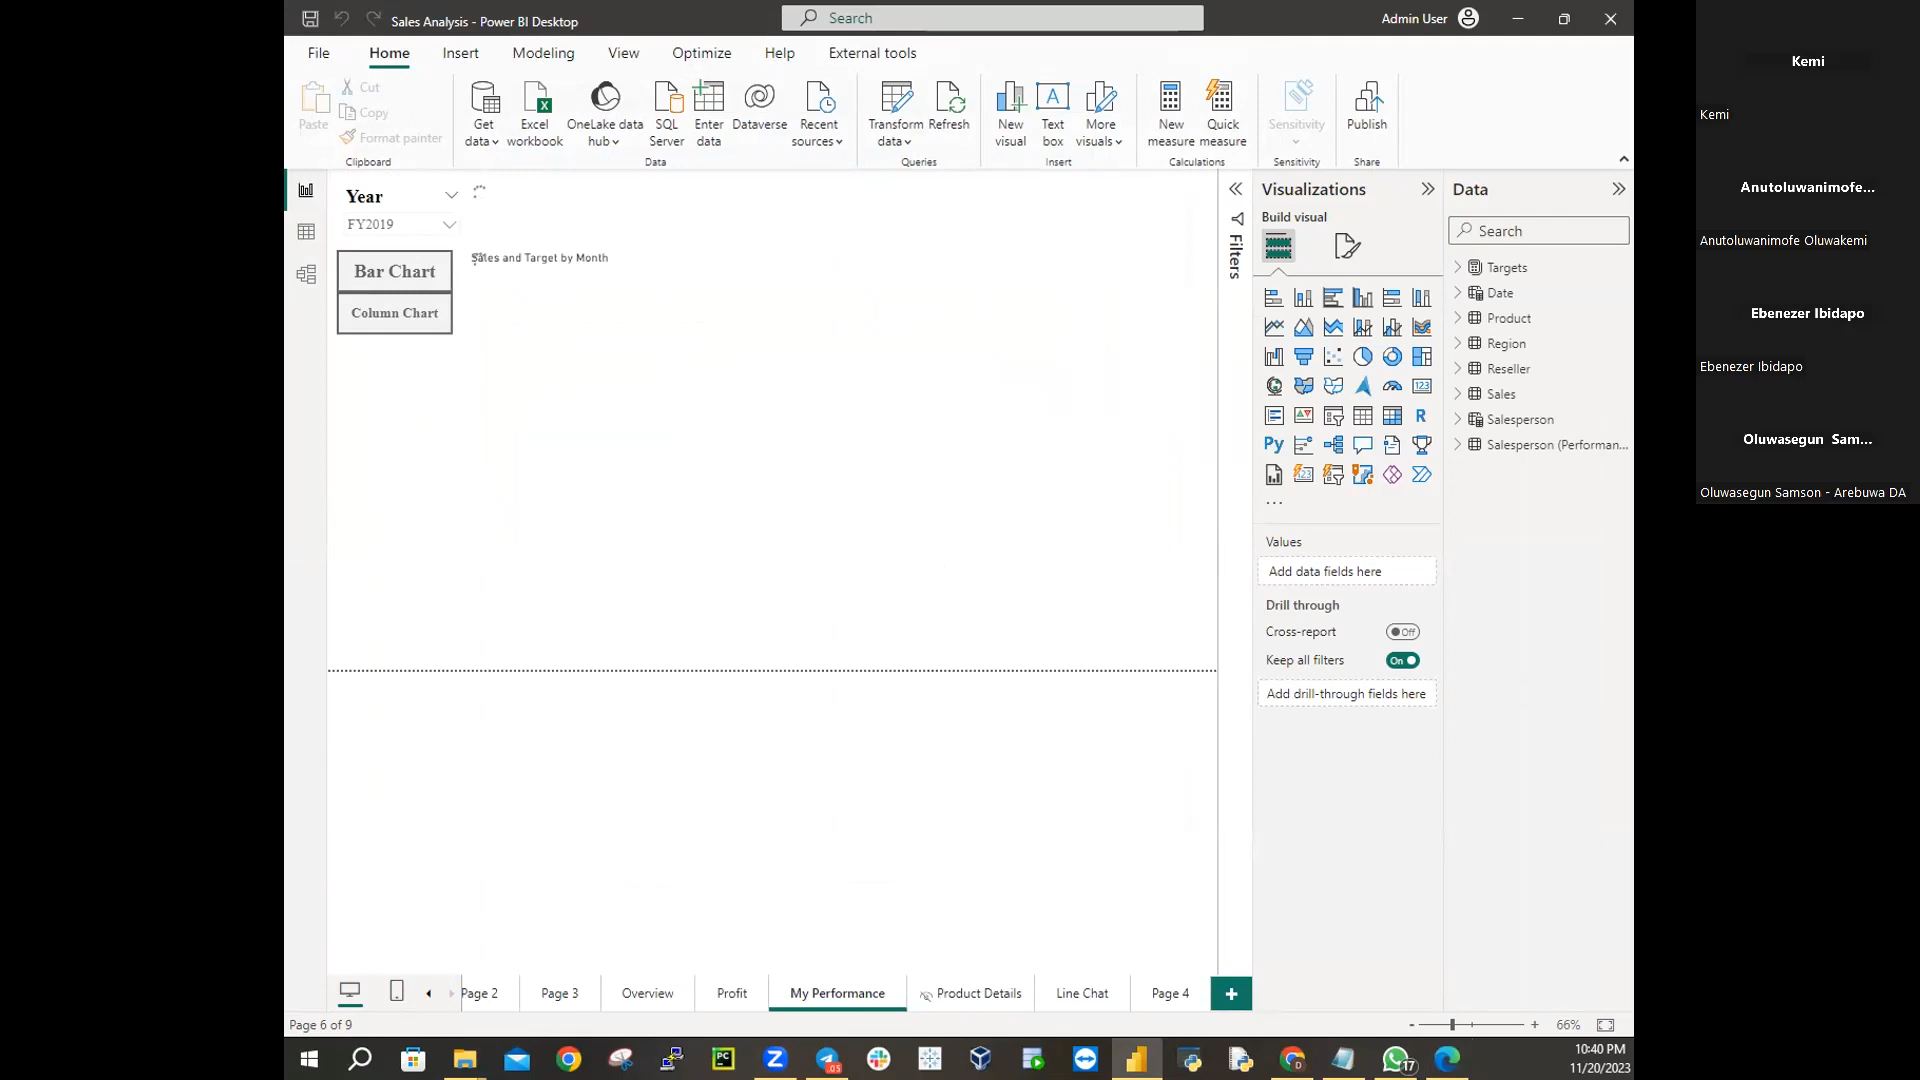 Sales Analysis - Power BI Desktop
Search
Admin User
File
Home
Insert
Modeling
View
Optimize
Help
External tools
Paste
Cut
Copy
Format painter
Clipboard
Get data
Excel workbook
OneLake data hub
SQL Server
Enter data
Dataverse
Recent sources
Data
Transform data
Refresh
Queries
New visual
Text box
More visuals
Insert
New measure
Quick measure
Calculations
Sensitivity
Sensitivity
Publish
Share
Year
FY2019
Bar Chart
Column Chart
Sales and Target by Month
Filters
Visualizations
Build visual
Values
Add data fields here
Drill through
Cross-report
Off
Keep all filters
On
Add drill-through fields here
Data
Search
Targets
Date
Product
Region
Reseller
Sales
Salesperson
Salesperson (Performan...
Page 2
Page 3
Overview
Profit
My Performance
Product Details
Line Chat
Page 4
Page 6 of 9
66%
10:40 PM
11/20/2023
Kemi
Kemi
Anutoluwanimofe...
Anutoluwanimofe Oluwakemi
Ebenezer Ibidapo
Ebenezer Ibidapo
Oluwasegun Sam...
Oluwasegun Samson - Arebuwa DA